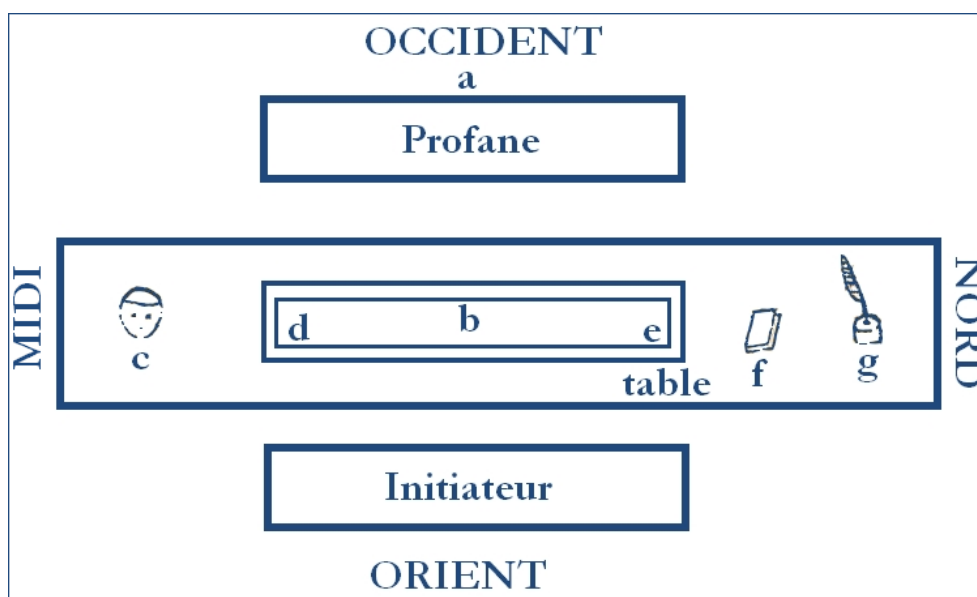 OCCIDENT
a
Profane
MIDI
NORD
c
d
b
e
table
f
g
Initiateur
ORIENT